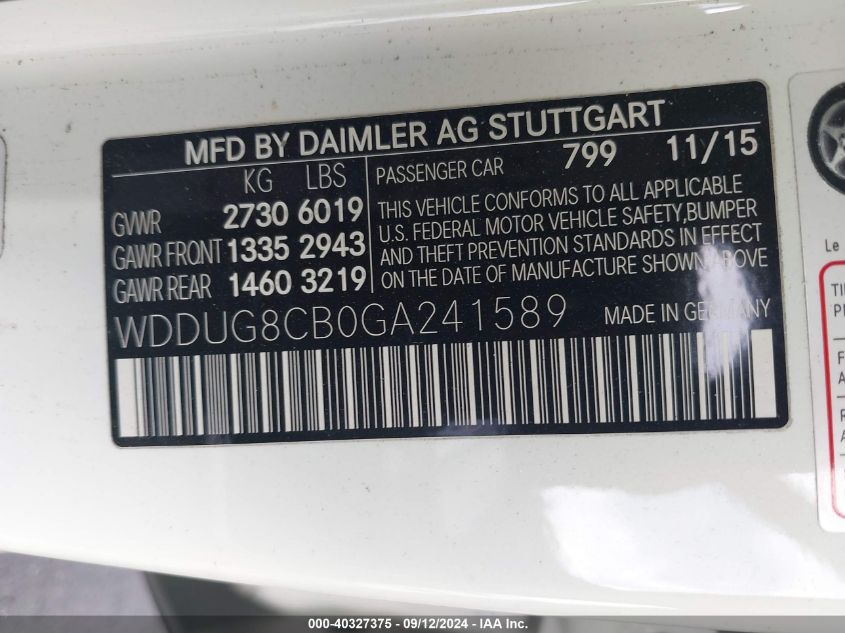 MFD BY DAIMLER AG STUTTGART
KG LBS
GVWR 2730 6019
GAWR FRONT 1335 2943
GAWR REAR 1460 3219
PASSENGER CAR 799 11/15
THIS VEHICLE CONFORMS TO ALL APPLICABLE
U.S. FEDERAL MOTOR VEHICLE SAFETY,BUMPER
AND THEFT PREVENTION STANDARDS IN EFFECT
ON THE DATE OF MANUFACTURE SHOWN ABOVE
WDDUG8CB0GA241589
MADE IN GERMANY
Le
000-40327375 - 09/12/2024 - IAA Inc.